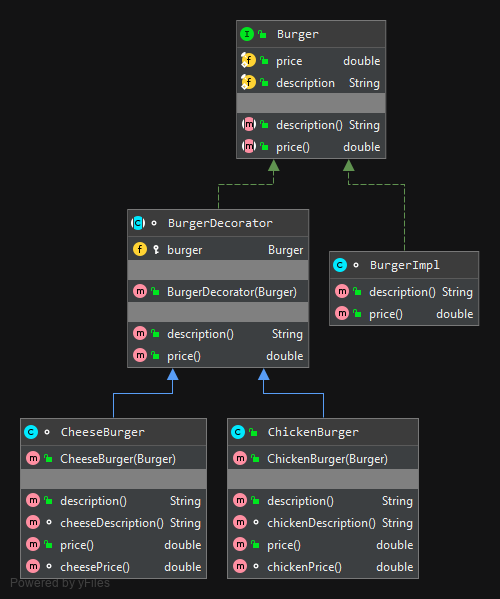 I Burger
f price double
f description String
m description() String
m price() double
C BurgerDecorator
f burger Burger
m BurgerDecorator(Burger)
m description() String
m price() double
C BurgerImpl
m description() String
m price() double
C CheeseBurger
m CheeseBurger(Burger)
m description() String
m cheeseDescription() String
m price() double
m cheesePrice() double
C ChickenBurger
m ChickenBurger(Burger)
m description() String
m chickenDescription() String
m price() double
m chickenPrice() double
Powered by yFiles